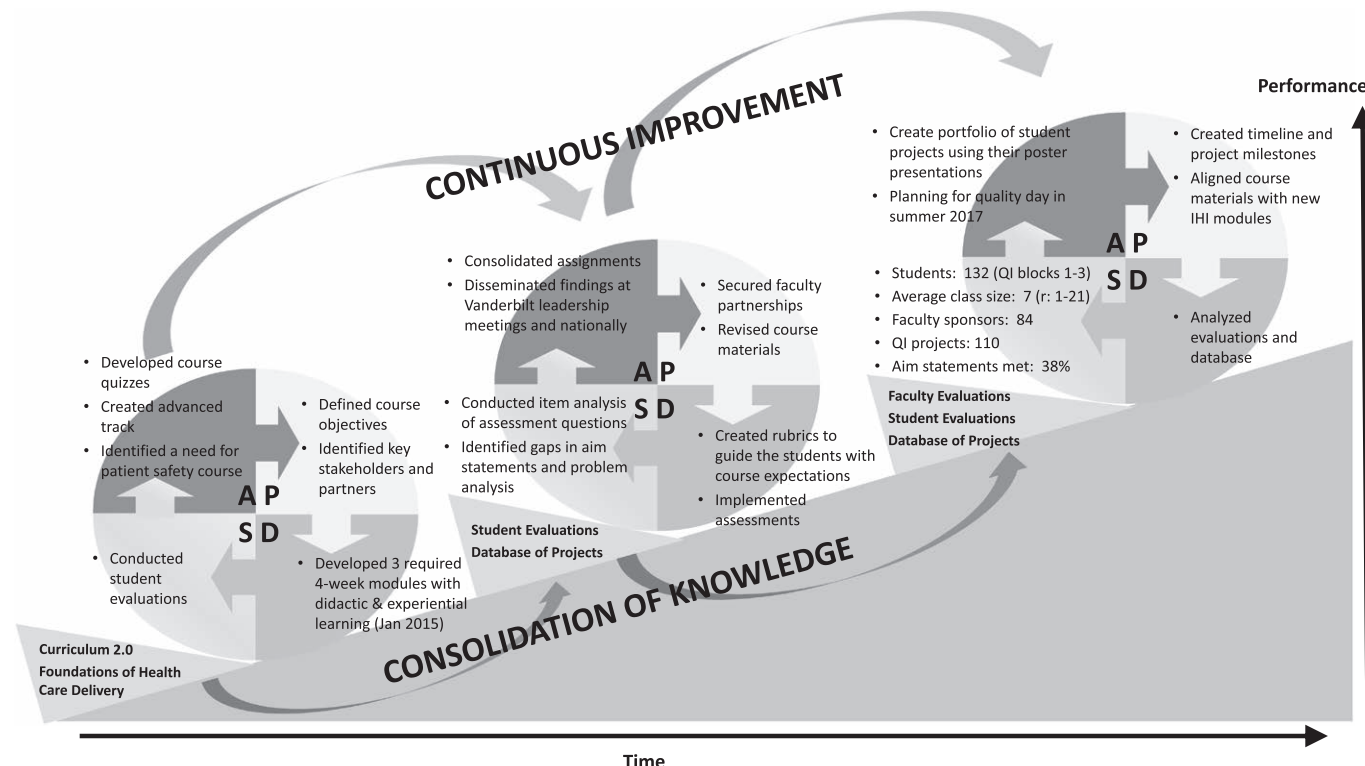 CONTINUOUS IMPROVEMENT
Performance
• Create portfolio of student
projects using their poster
presentations
• Planning for quality day in
summer 2017
• Created timeline and
project milestones
• Aligned course
materials with new
IHI modules
A P
S D
• Students: 132 (QI blocks 1-3)
• Average class size: 7 (r: 1-21)
• Faculty sponsors: 84
• QI projects: 110
• Aim statements met: 38%
• Analyzed
evaluations and
database
Faculty Evaluations
Student Evaluations
Database of Projects
• Consolidated assignments
• Disseminated findings at
Vanderbilt leadership
meetings and nationally
• Secured faculty
partnerships
• Revised course
materials
A P
S D
• Conducted item analysis
of assessment questions
• Identified gaps in aim
statements and problem
analysis
• Created rubrics to
guide the students with
course expectations
• Implemented
assessments
Student Evaluations
Database of Projects
• Developed course
quizzes
• Created advanced
track
• Identified a need for
patient safety course
• Defined course
objectives
• Identified key
stakeholders and
partners
A P
S D
• Conducted
student
evaluations
• Developed 3 required
4-week modules with
didactic & experiential
learning (Jan 2015)
Curriculum 2.0
Foundations of Health
Care Delivery
CONSOLIDATION OF KNOWLEDGE
Time